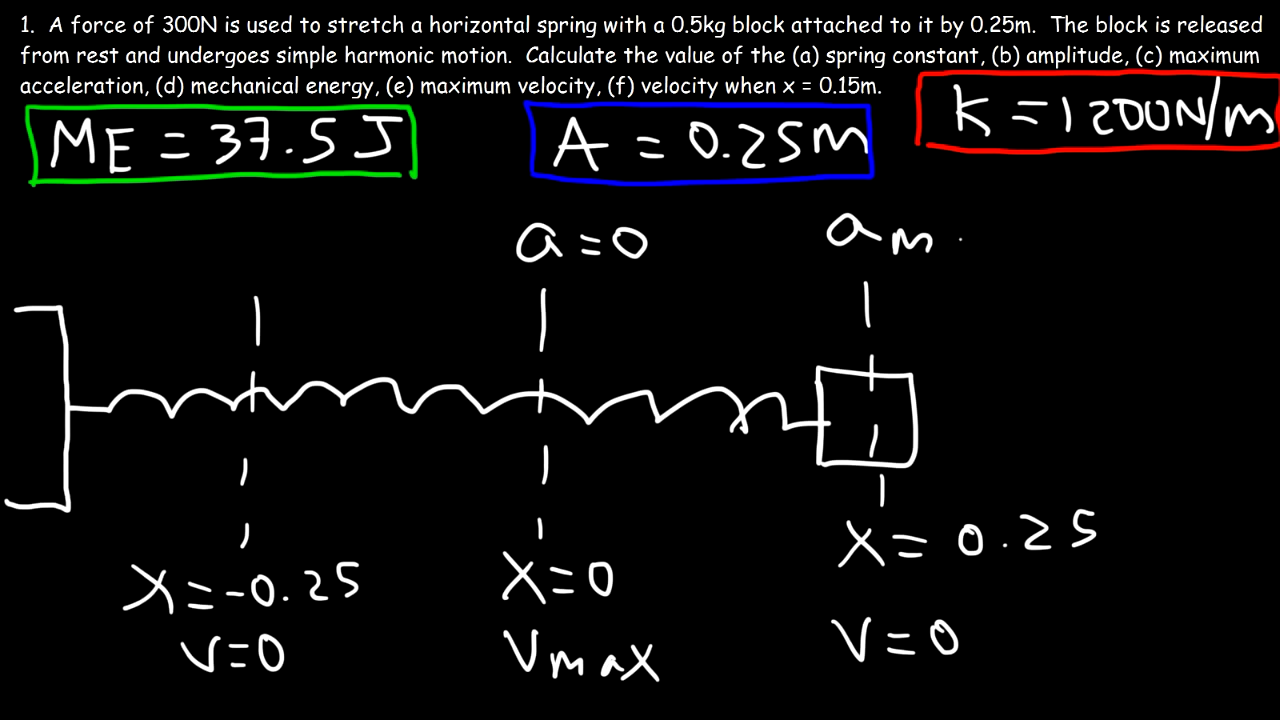 1. A force of 300N is used to stretch a horizontal spring with a 0.5kg block attached to it by 0.25m. The block is released
from rest and undergoes simple harmonic motion. Calculate the value of the (a) spring constant, (b) amplitude, (c) maximum
acceleration, (d) mechanical energy, (e) maximum velocity, (f) velocity when x = 0.15m.
ME = 37.5 J
A = 0.25m
K = 1200N/m
a = 0
am
x = -0.25
x = 0
x = 0.25
v = 0
Vmax
v = 0